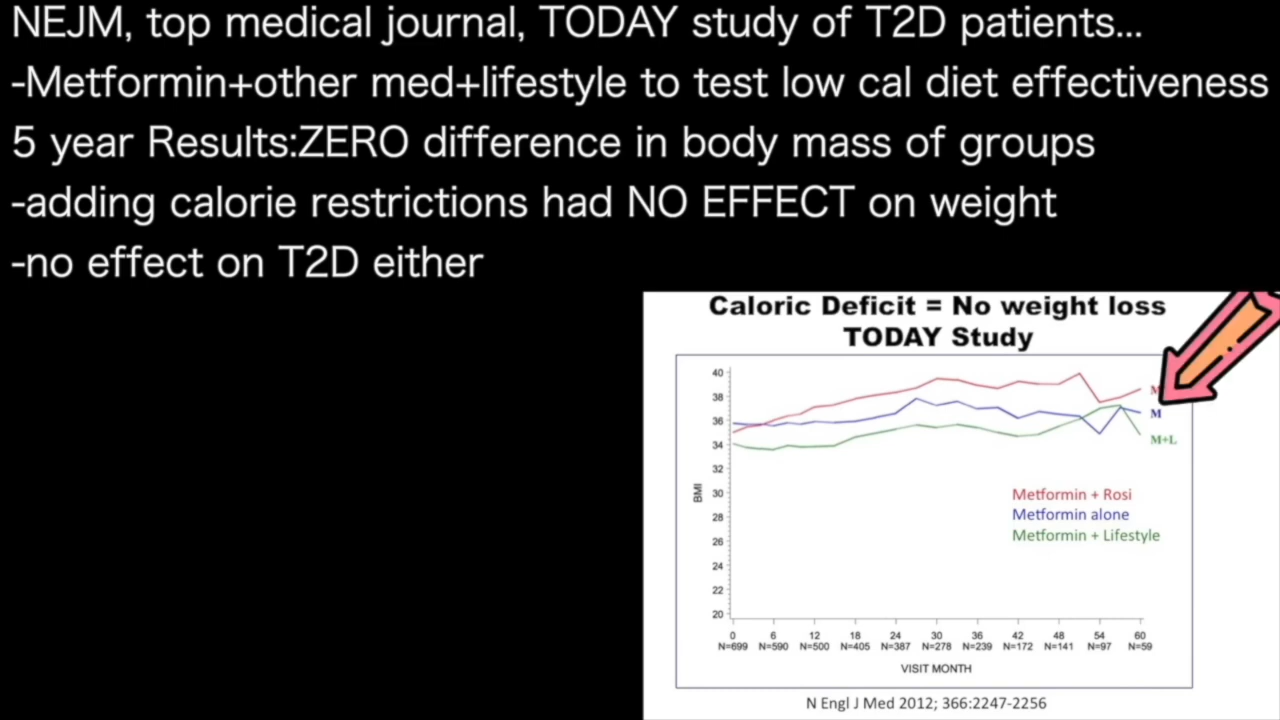 NEJM, top medical journal, TODAY study of T2D patients...
-Metformin+other med+lifestyle to test low cal diet effectiveness
5 year Results:ZERO difference in body mass of groups
-adding calorie restrictions had NO EFFECT on weight
-no effect on T2D either
Caloric Deficit = No weight loss
TODAY Study
40
38
36
34
32
30
28
26
24
22
20
BMI
M
M
M+L
Metformin + Rosi
Metformin alone
Metformin + Lifestyle
0 6 12 18 24 30 36 42 48 54 60
N=699 N=590 N=500 N=405 N=387 N=278 N=239 N=172 N=141 N=97 N=59
VISIT MONTH
N Engl J Med 2012; 366:2247-2256